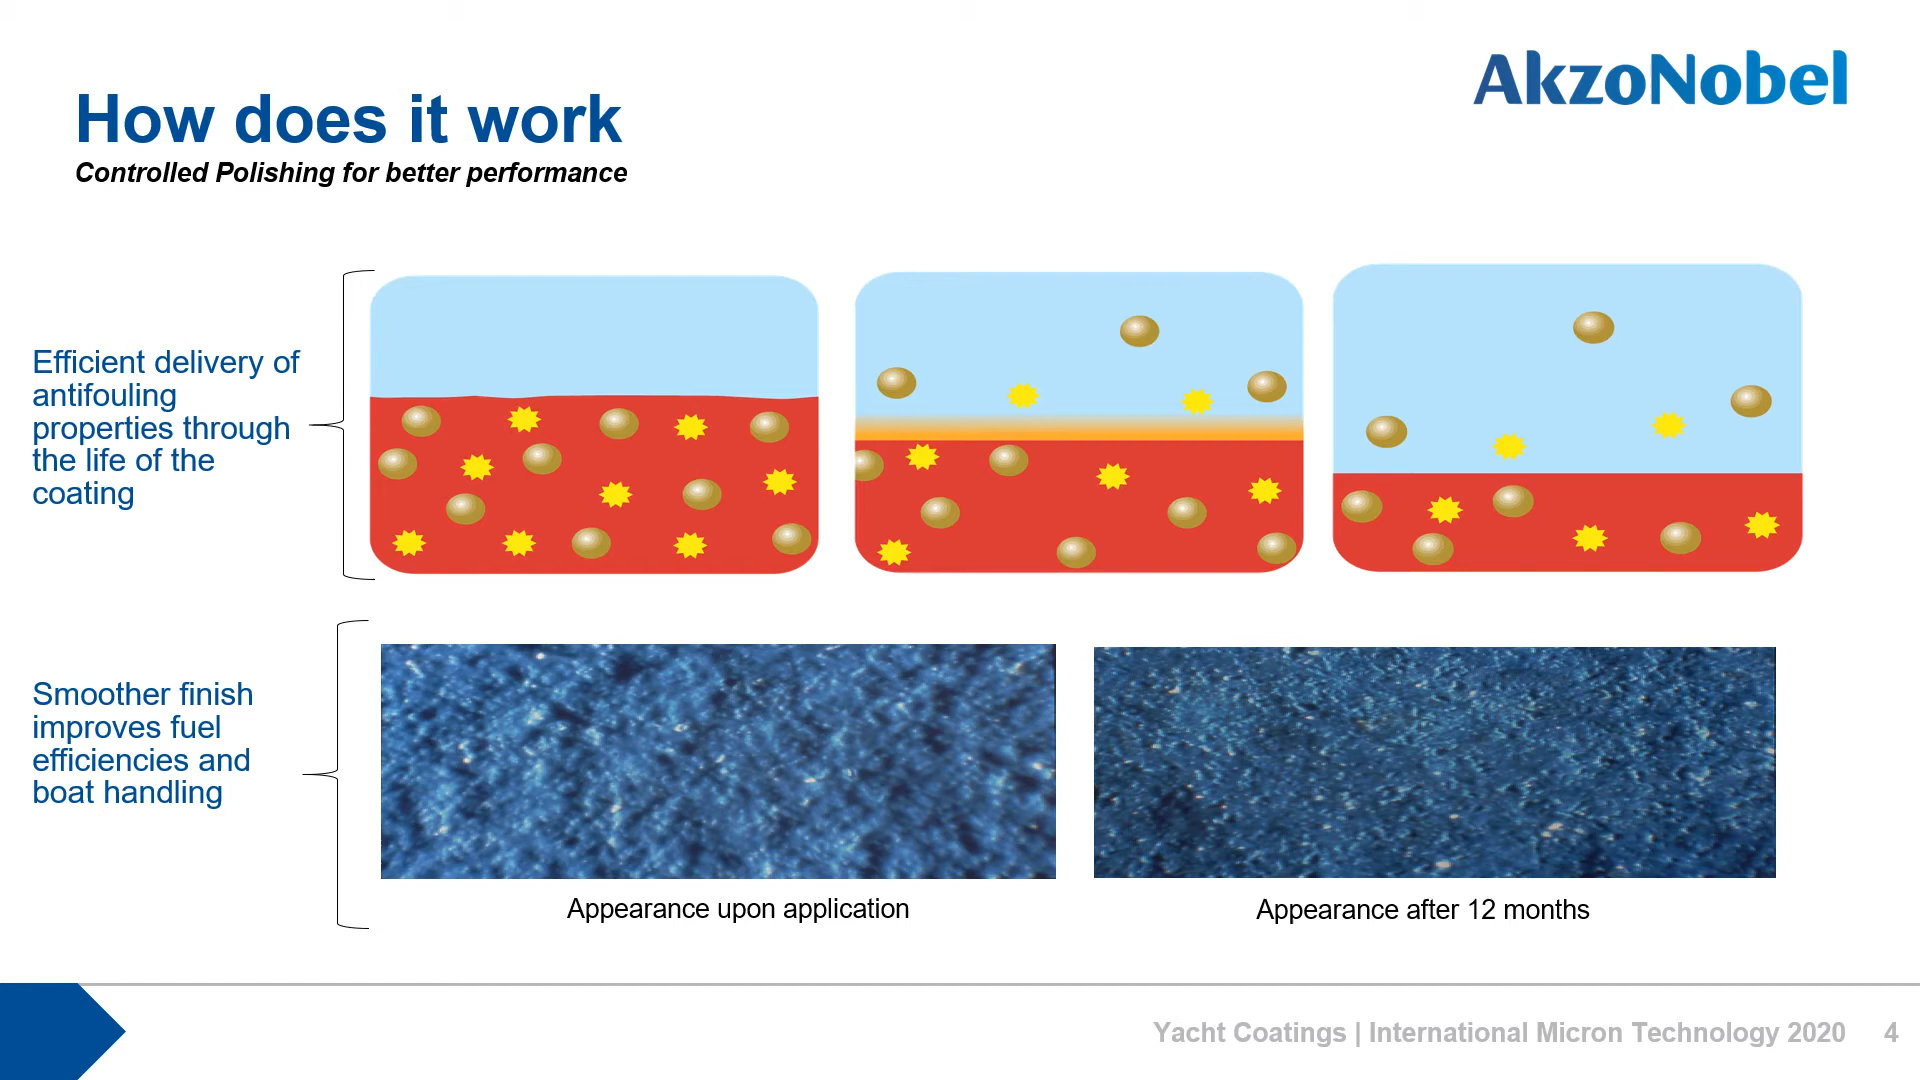 AkzoNobel
How does it work
Controlled Polishing for better performance
Efficient delivery of
antifouling
properties through
the life of the
coating
Smoother finish
improves fuel
efficiencies and
boat handling
Appearance upon application
Appearance after 12 months
Yacht Coatings | International Micron Technology 2020 4